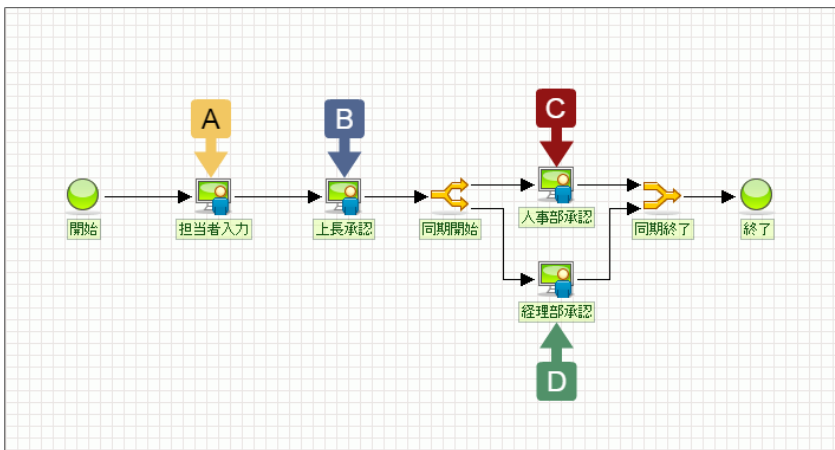 A
B
C
開始
担当者入力
上長承認
同期開始
人事部承認
同期終了
終了
経理部承認
D